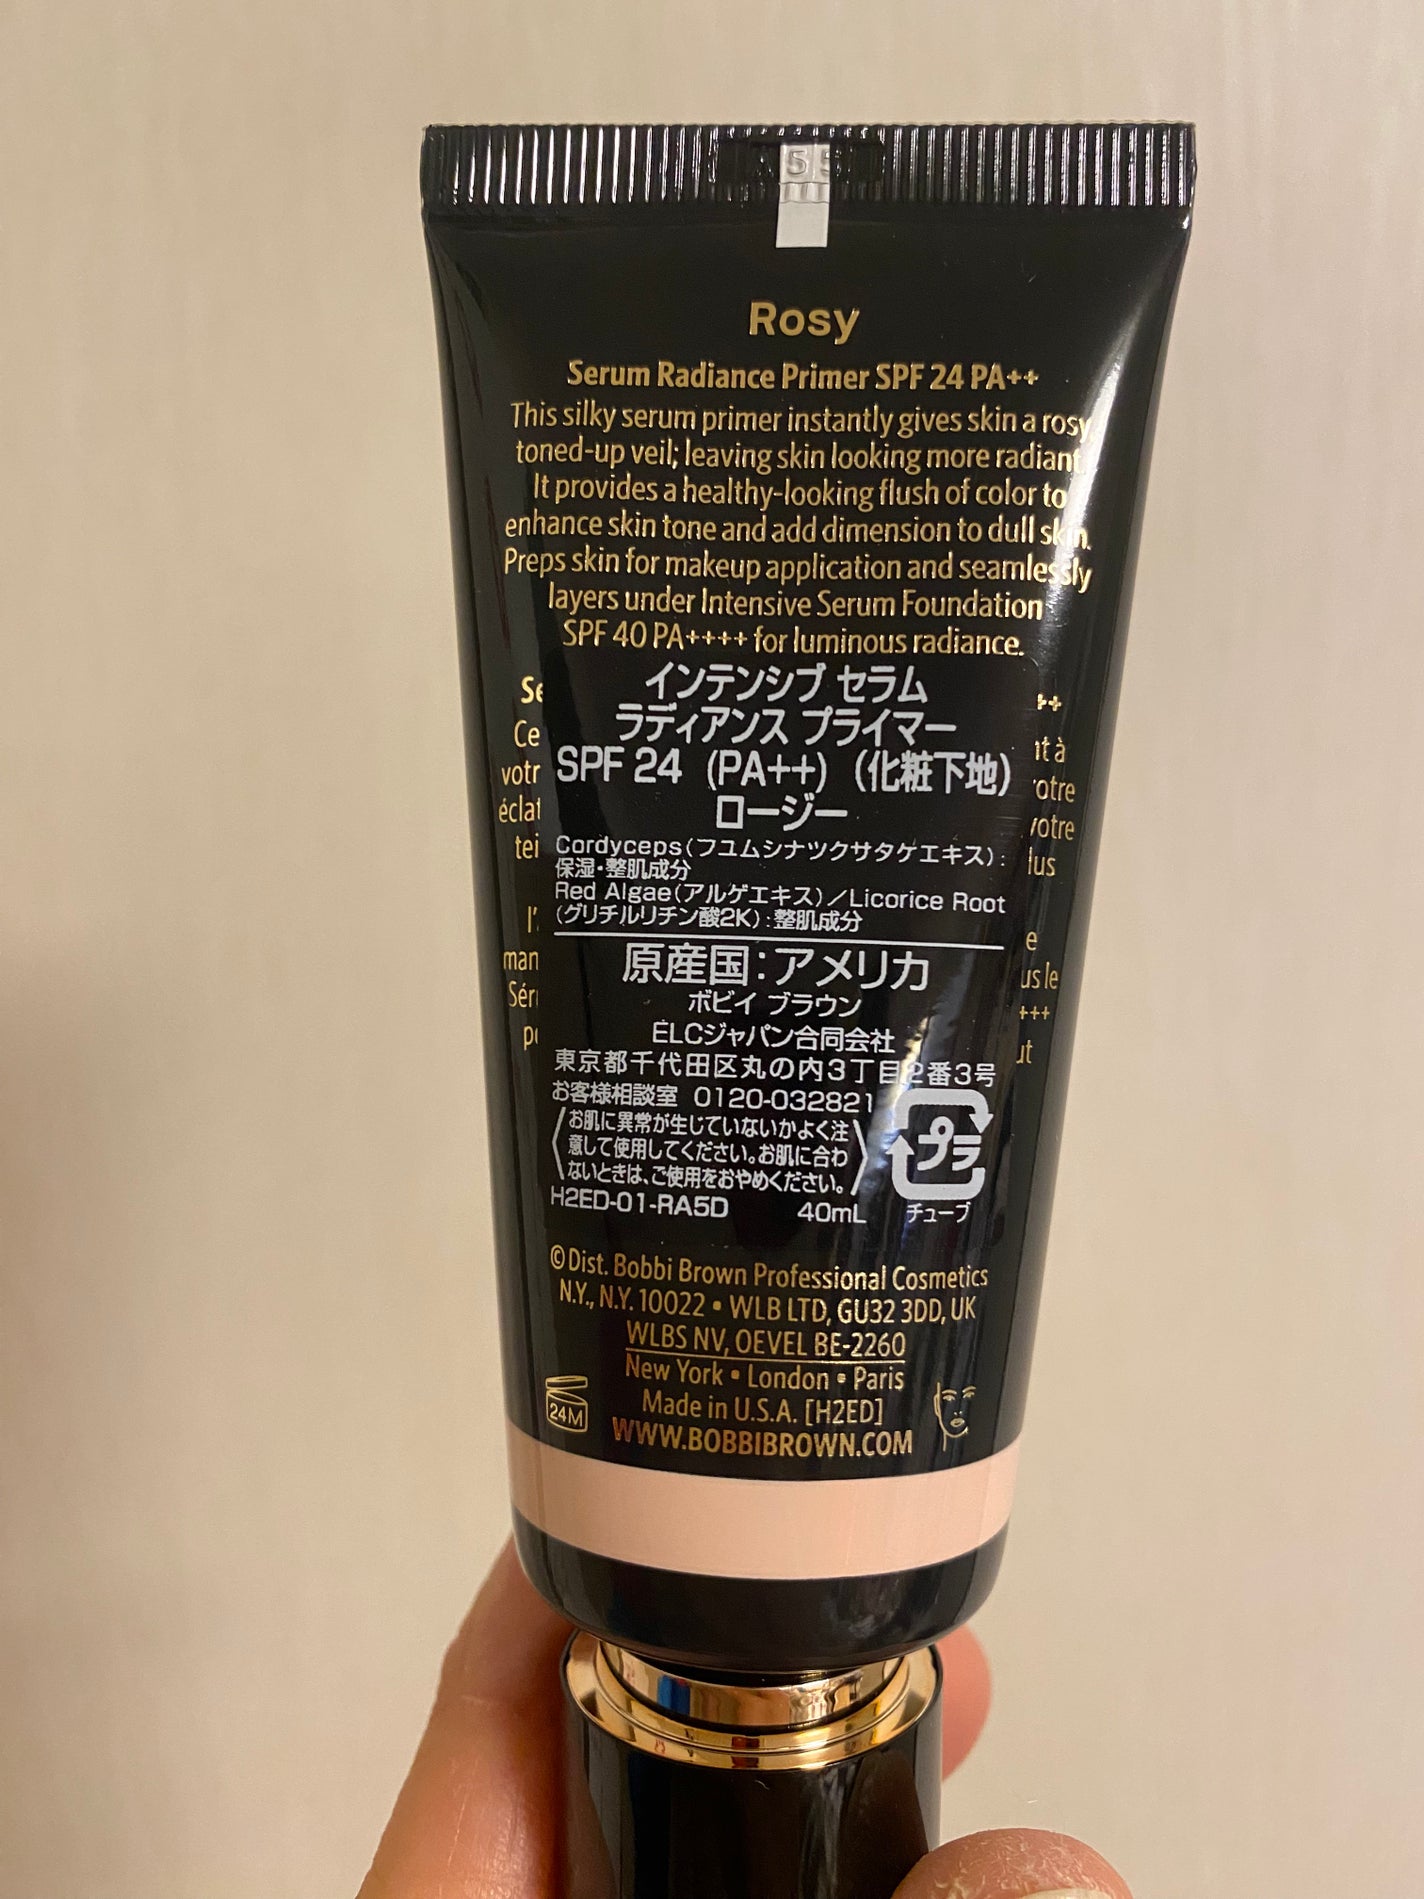 55
Rosy
Serum Radiance Primer SPF 24 PA++
This silky serum primer instantly gives skin a rosy,
toned-up veil; leaving skin looking more radiant.
It provides a healthy-looking flush of color to
enhance skin tone and add dimension to dull skin.
Preps skin for makeup application and seamlessly
layers under Intensive Serum Foundation
SPF 40 PA++++ for luminous radiance.
インテンシブ セラム
ラディアンス プライマー
SPF 24 (PA++) (化粧下地)
ロージー
Cordyceps(フユムシナツクサタケエキス):
保湿・整肌成分
Red Algae(アルゲエキス)/Licorice Root
(グリチルリチン酸2K):整肌成分
原産国:アメリカ
ボビイ ブラウン
ELCジャパン合同会社
東京都千代田区丸の内3丁目2番3号
お客様相談室 0120-032821
お肌に異常が生じていないかよく注
意して使用してください。お肌に合わ
ないときは、ご使用をおやめください。
プラ
チューブ
H2ED-01-RA5D 40mL
©Dist. Bobbi Brown Professional Cosmetics
N.Y., N.Y. 10022 • WLB LTD, GU32 3DD, UK
WLBS NV, OEVEL BE-2260
New York • London • Paris
Made in U.S.A. [H2ED]
24M
WWW.BOBBIBROWN.COM